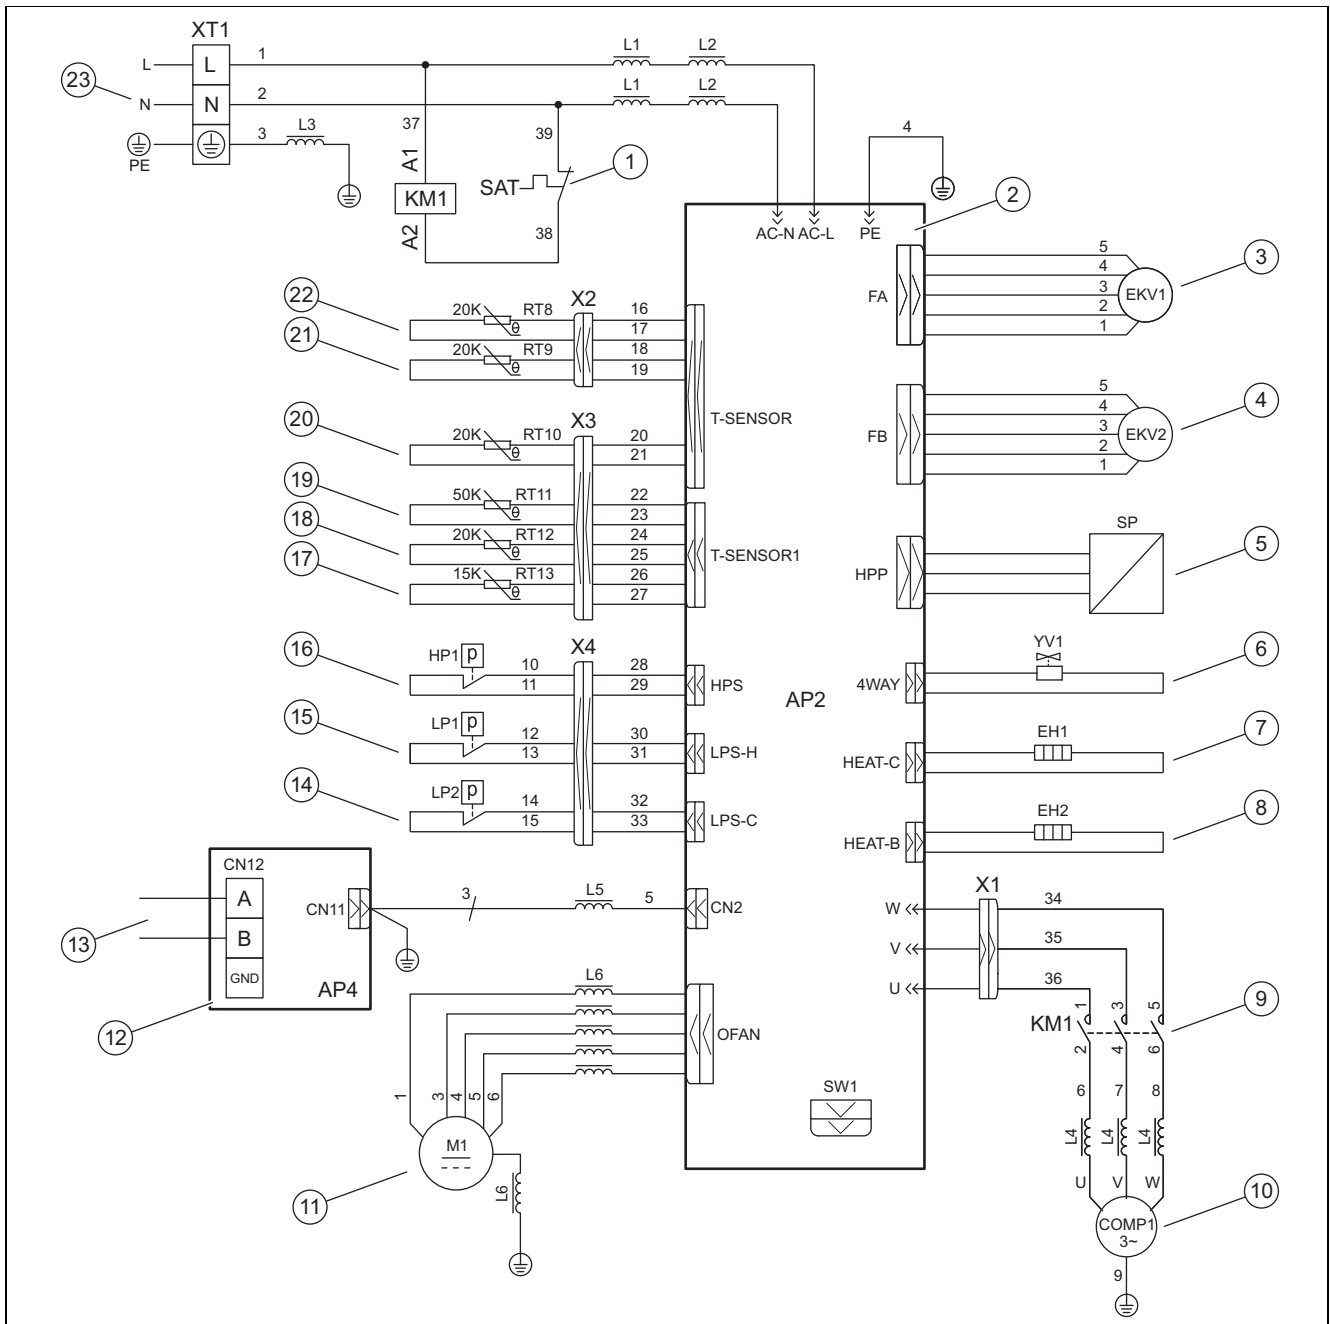 XT1
L1 L2
L L 1
23
L1 L2
N N 2
4
3 L3
37 39
PE
A1
1
SAT
KM1
2
A2
38
AC-N AC-L PE
5
3
4
FA 3 EKV1
2
1
22
X2
20K RT8 16
θ 17
21
20K RT9 18
θ 19
5
4
4
FB 3 EKV2
2
1
T-SENSOR
20
X3
20K RT10 20
θ 21
19
50K RT11 22
θ 23
18
20K RT12 24
θ 25
T-SENSOR1
17
15K RT13 26
θ 27
SP
5
HPP
16
X4
HP1 p 10 28
11 29
HPS
YV1
6
4WAY
AP2
15
LP1 p 12 30
13 31
LPS-H
EH1
7
HEAT-C
14
LP2 p 14 32
15 33
LPS-C
EH2
8
HEAT-B
CN12
A
CN11
3 L5 5
CN2
13
B
GND
AP4
12
X1
W 34
V 35
U 36
L6
OFAN
1 3 4 5 6
M1
11
L6
SW1
1 3 5
KM1
9
2 4 6
6 7 8
L4 L4 L4
U V W
10
COMP1
3~
9